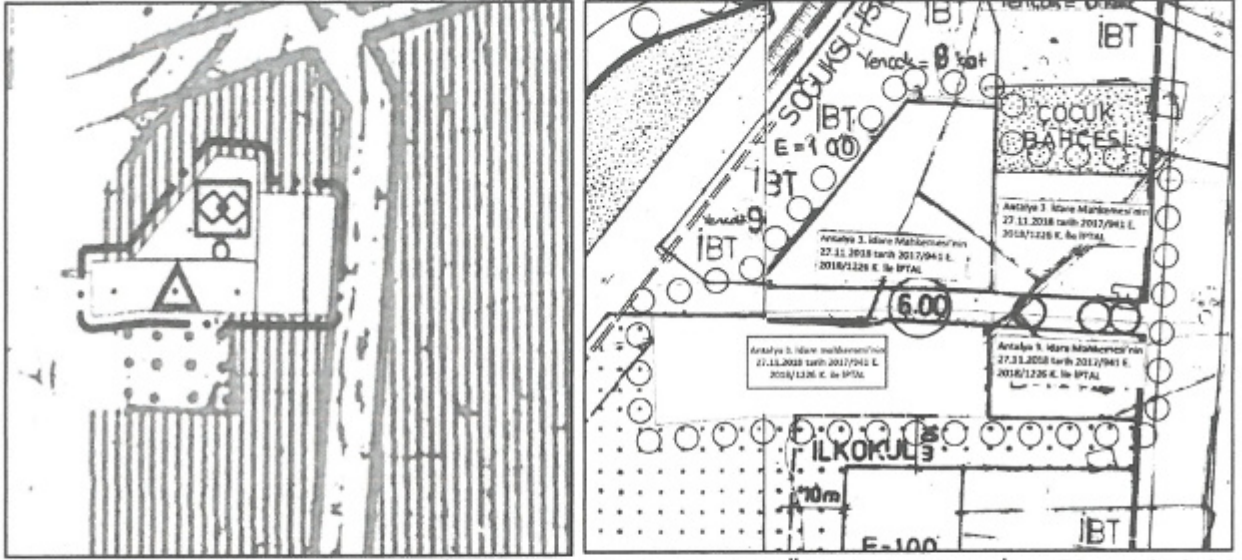 İBT
İBT
Yençok = 8 kat
SOĞUKSU
ÇOCUK
BAHÇESİ
İBT
E = 1 00
İBT
Antalya 3. İdare Mahkemesi'nin
27.11.2018 tarih 2017/941 E.
2018/1226 K. ile İPTAL
İBT
Antalya 3. İdare Mahkemesi'nin
27.11.2018 tarih 2017/941 E.
2018/1226 K. ile İPTAL
6.00
Antalya 3. İdare Mahkemesi'nin
27.11.2018 tarih 2017/941 E.
2018/1226 K. ile İPTAL
Antalya 3. İdare Mahkemesi'nin
27.11.2018 tarih 2017/941 E.
2018/1226 K. ile İPTAL
İLKOKUL
10m
10m
İBT
E-100